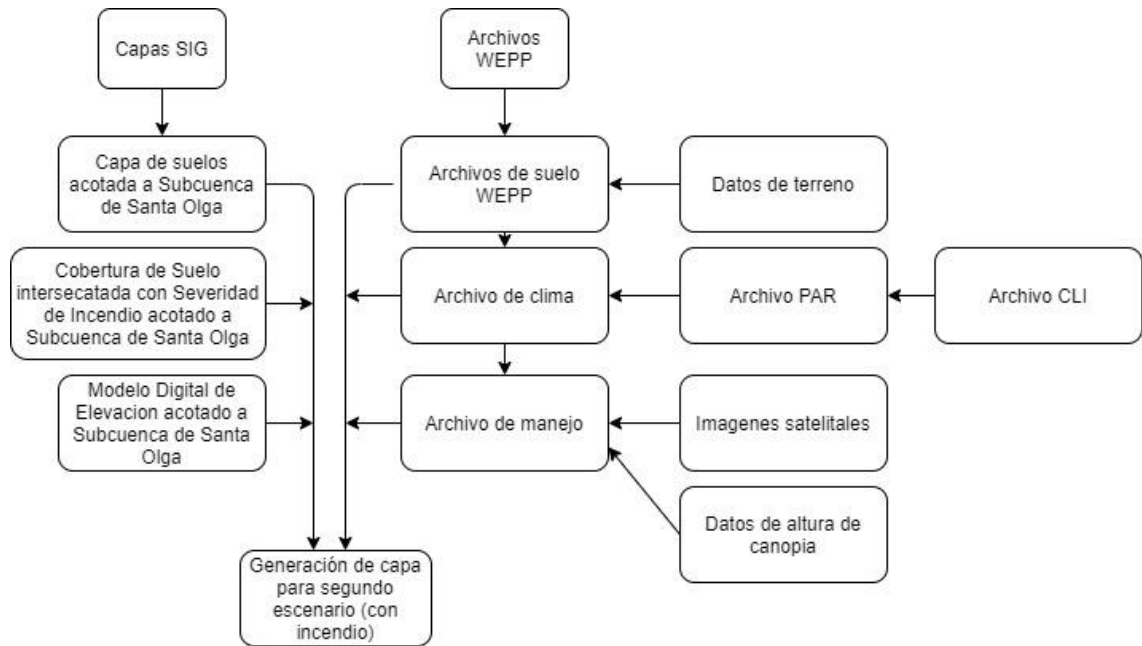 Capas SIG
Archivos
WEPP
Capa de suelos
acotada a Subcuenca
de Santa Olga
Archivos de suelo
WEPP
Datos de terreno
Cobertura de Suelo
intersecatada con Severidad
de Incendio acotado a
Subcuenca de Santa Olga
Archivo de clima
Archivo PAR
Archivo CLI
Modelo Digital de
Elevacion acotado a
Subcuenca de Santa
Olga
Archivo de manejo
Imagenes satelitales
Datos de altura de
canopia
Generación de capa
para segundo
escenario (con
incendio)